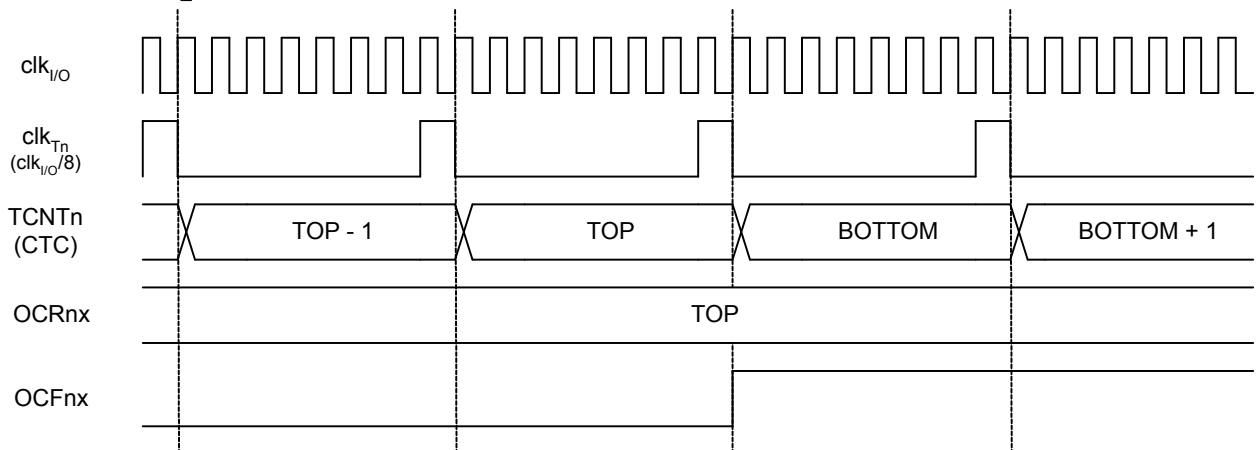 clkI/O
clkTn
(clkI/O/8)
TCNTn
(CTC)
TOP - 1
TOP
BOTTOM
BOTTOM + 1
OCRnx
TOP
OCFnx